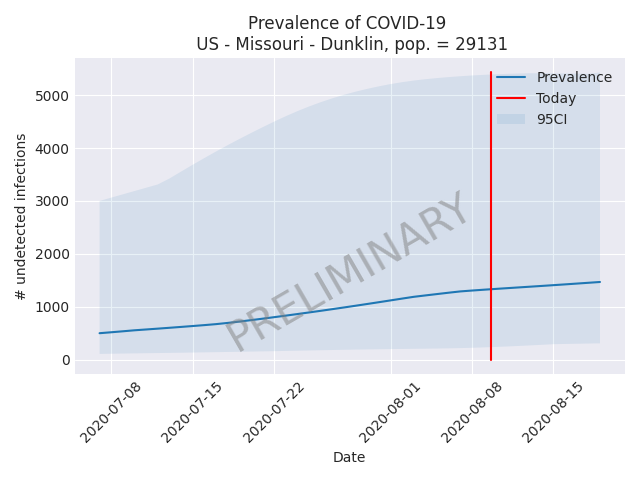 Prevalence of COVID-19
US - Missouri - Dunklin, pop. = 29131
Prevalence
Today
95CI
5000
4000
3000
2000
1000
0
# undetected infections
PRELIMINARY
2020-07-08
2020-07-15
2020-07-22
2020-08-01
2020-08-08
2020-08-15
Date